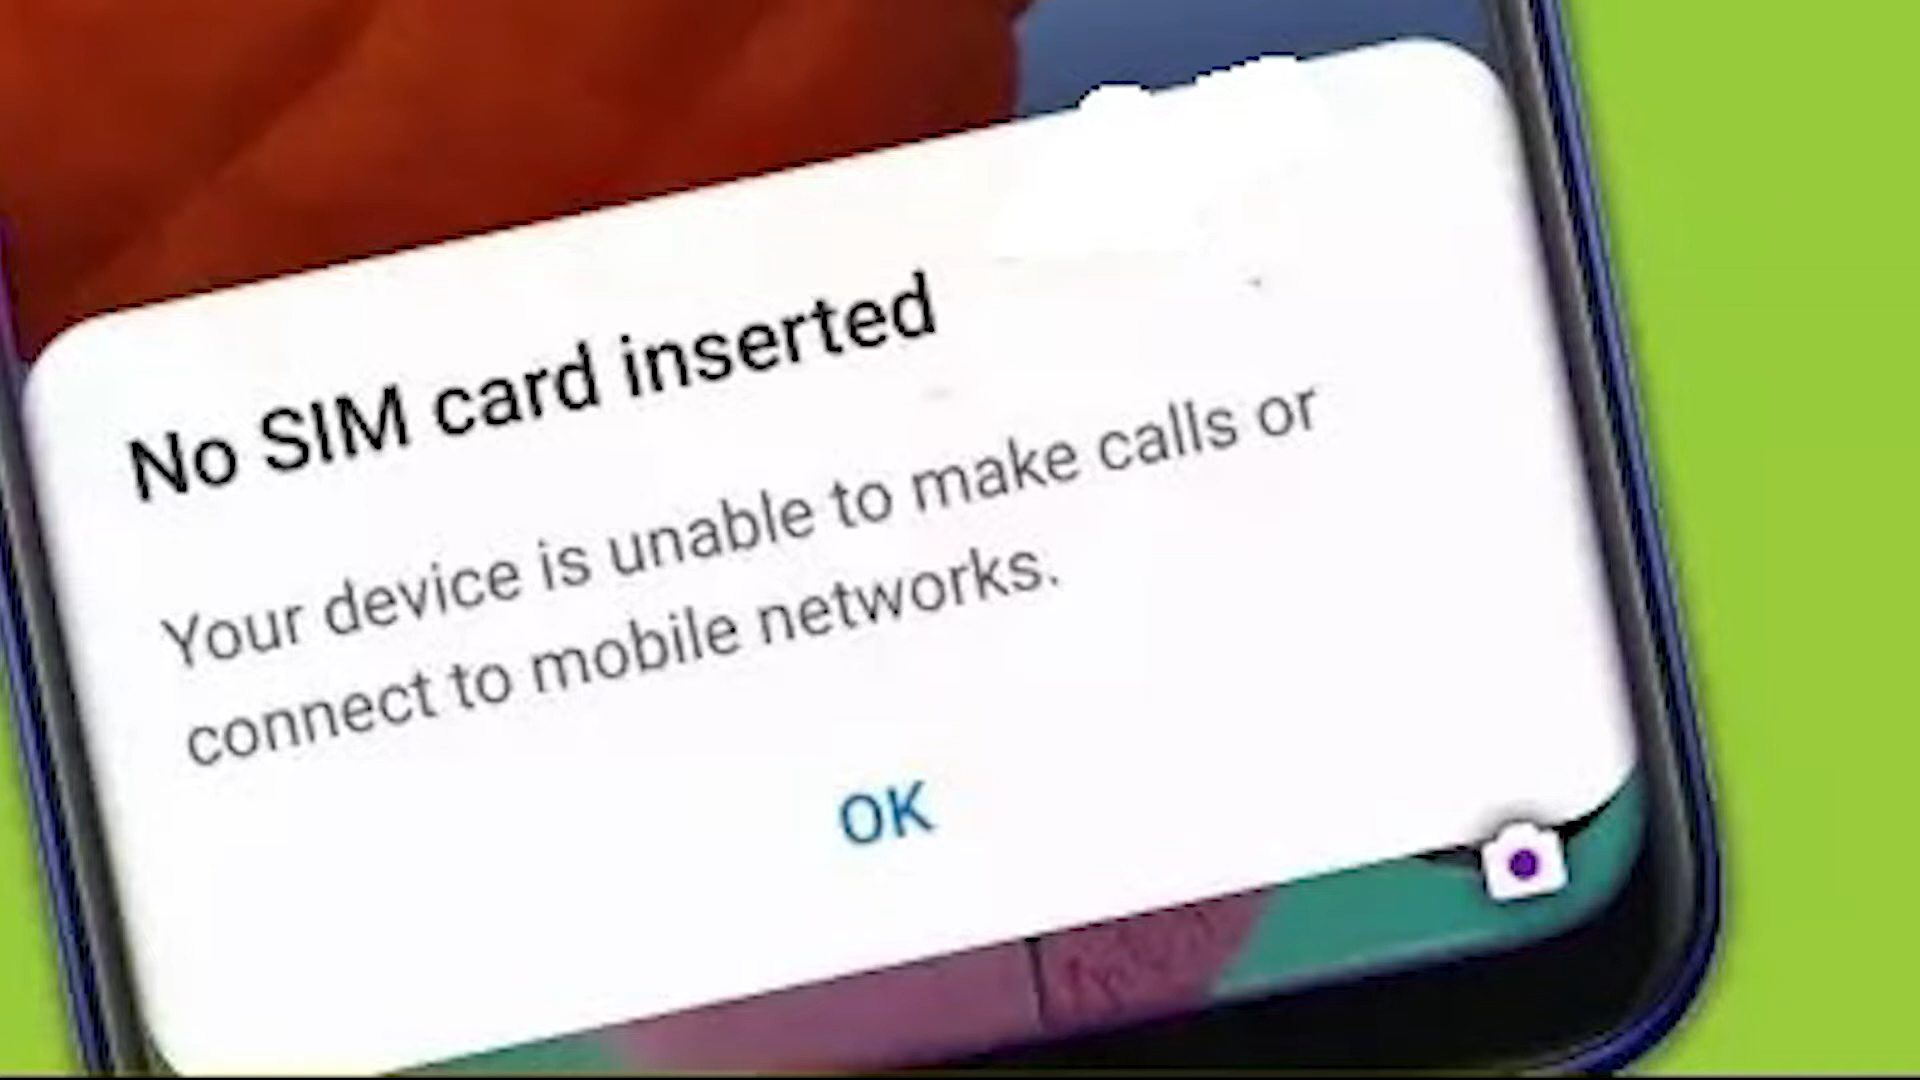 No SIM card inserted
Your device is unable to make calls or
connect to mobile networks.
OK